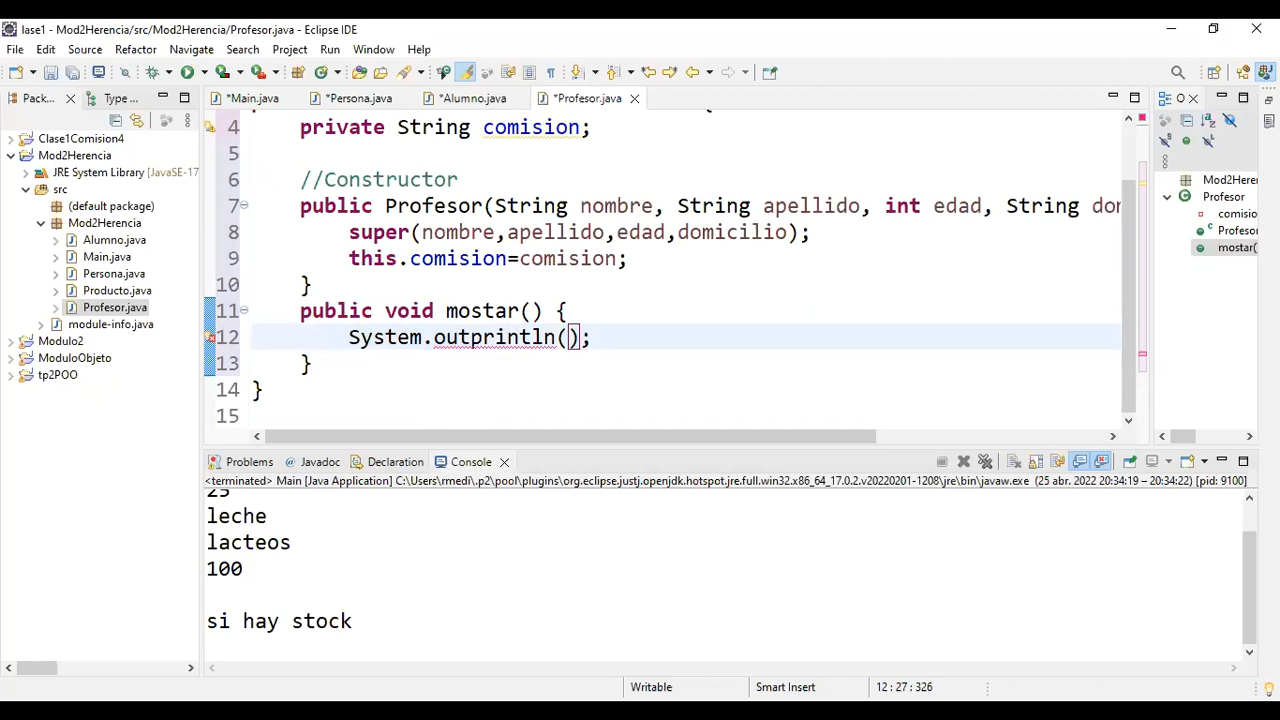 lase1 - Mod2Herencia/src/Mod2Herencia/Profesor.java - Eclipse IDE
File Edit Source Refactor Navigate Search Project Run Window Help
Pack... Type ... *Main.java *Persona.java *Alumno.java *Profesor.java
Clase1Comision4
Mod2Herencia
JRE System Library [JavaSE-17
src
(default package)
Mod2Herencia
Alumno.java
Main.java
Persona.java
Producto.java
Profesor.java
module-info.java
Modulo2
ModuloObjeto
tp2POO
4 private String comision;
5
6 //Constructor
7 public Profesor(String nombre, String apellido, int edad, String dom
8 super(nombre,apellido,edad,domicilio);
9 this.comision=comision;
10 }
11 public void mostar() {
12 System.outprintln();
13 }
14 }
15
Mod2Heren
Profesor
comisio
Profesor
mostar(
Problems Javadoc Declaration Console
<terminated> Main [Java Application] C:\Users\rmedi\.p2\pool\plugins\org.eclipse.justj.openjdk.hotspot.jre.full.win32.x86_64_17.0.2.v20220201-1208\jre\bin\javaw.exe (25 abr. 2022 20:34:19 – 20:34:22) [pid: 9100]
25
leche
lacteos
100
si hay stock
Writable Smart Insert 12 : 27 : 326